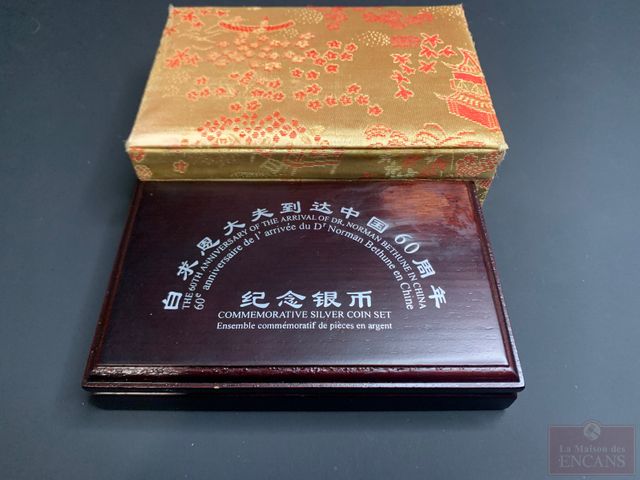 白求恩大夫到达中国60周年
THE 60TH ANNIVERSARY OF THE ARRIVAL OF DR. NORMAN BETHUNE IN CHINA
60e anniversaire de l'arrivée du Dr Norman Bethune en Chine
纪念银币
COMMEMORATIVE SILVER COIN SET
Ensemble commémoratif de pièces en argent
La Maison des
ENCANS